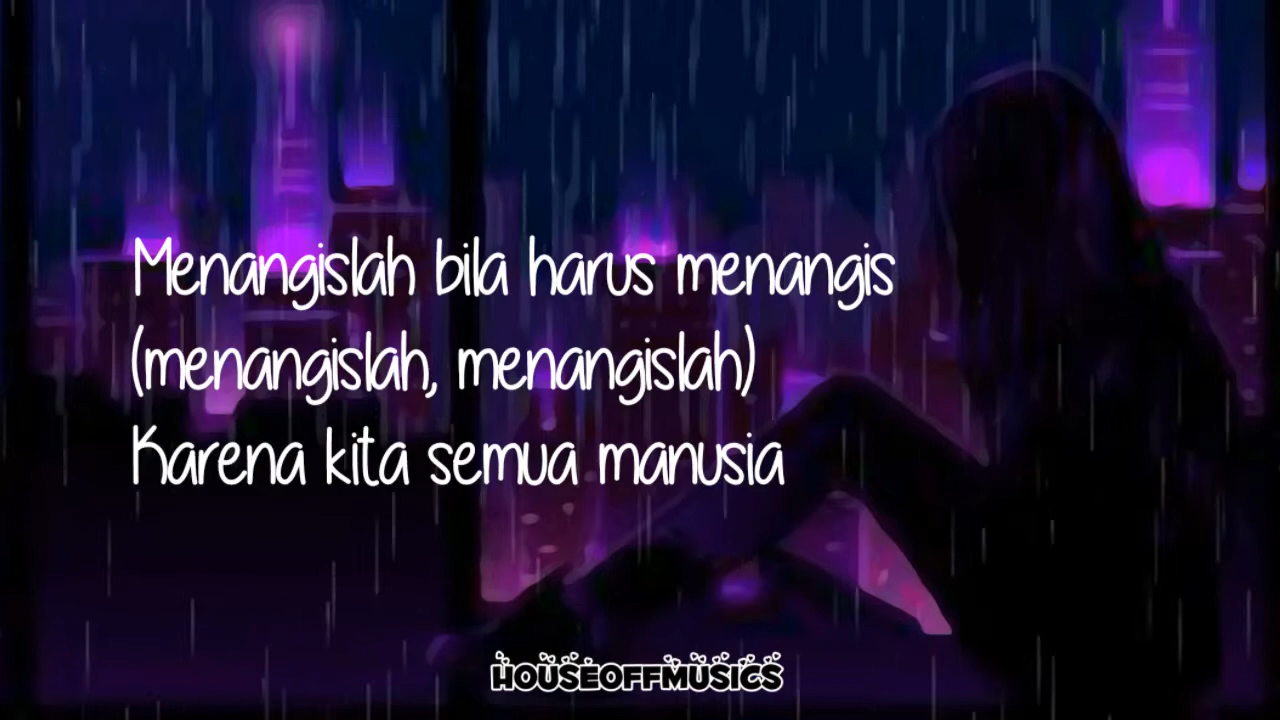 Menangislah bila harus menangis
(menangislah, menangislah)
Karena kita semua manusia
HOUSEOFFMUSICS